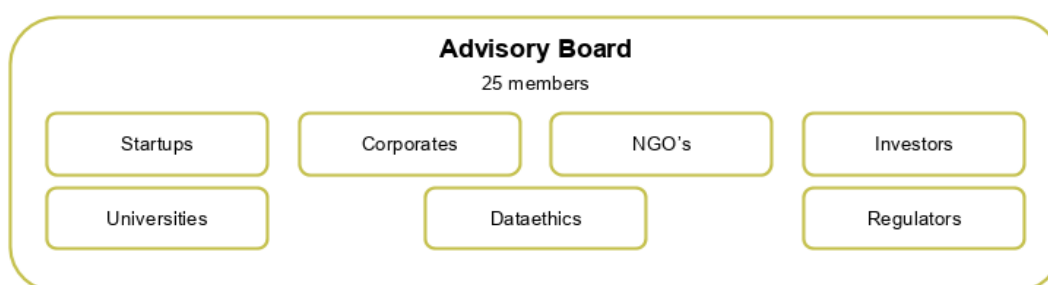 Advisory Board
25 members
Startups
Corporates
NGO's
Investors
Universities
Dataethics
Regulators